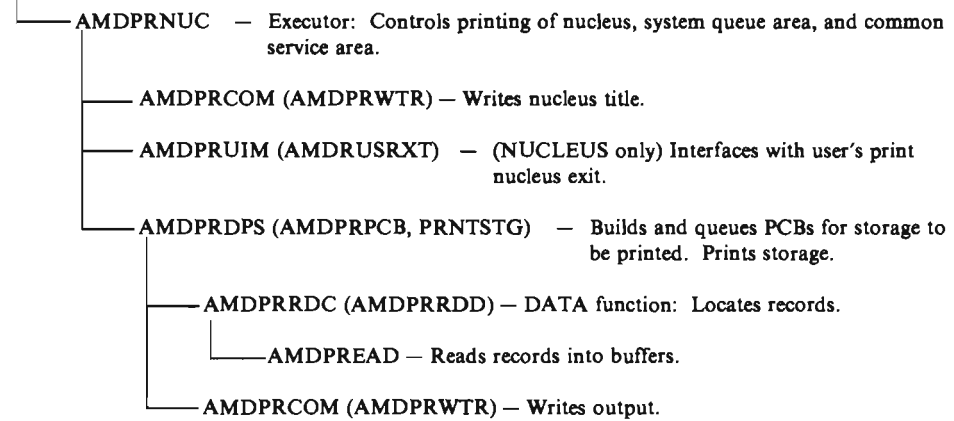 AMDPRNUC — Executor: Controls printing of nucleus, system queue area, and common
service area.
AMDPRCOM (AMDPRWTR) — Writes nucleus title.
AMDPRUIM (AMDRUSRXT) — (NUCLEUS only) Interfaces with user's print
nucleus exit.
AMDPRDPS (AMDPRPCB, PRNTSTG) — Builds and queues PCBs for storage to
be printed. Prints storage.
AMDPRRDC (AMDPRRDD) — DATA function: Locates records.
AMDPREAD — Reads records into buffers.
AMDPRCOM (AMDPRWTR) — Writes output.